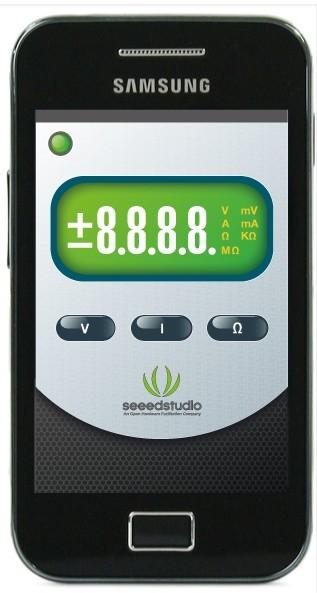 SAMSUNG
±8.8.8.8.
V mV
A mA
Ω KΩ
MΩ
V I Ω
seeedstudio
An Open Hardware Facilitation Company